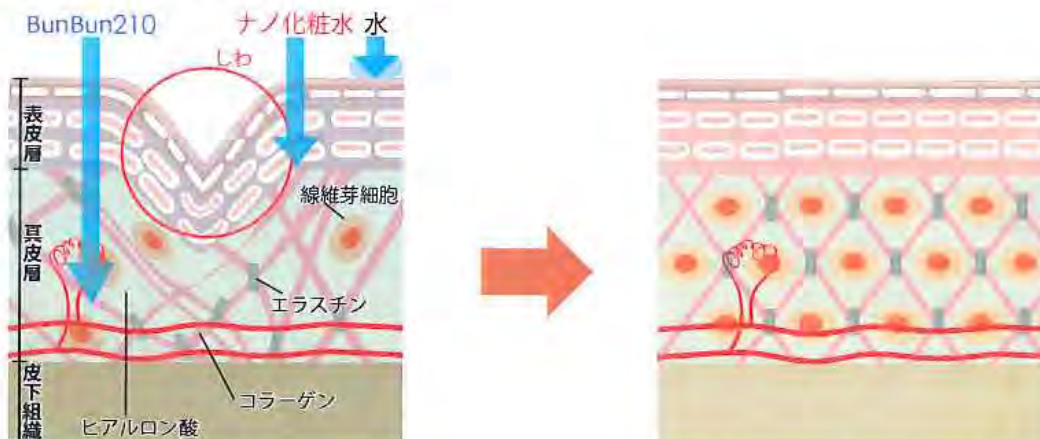 BunBun210
ナノ化粧水
水
しわ
表皮層
線維芽細胞
真皮層
エラスチン
コラーゲン
皮下組織
ヒアルロン酸